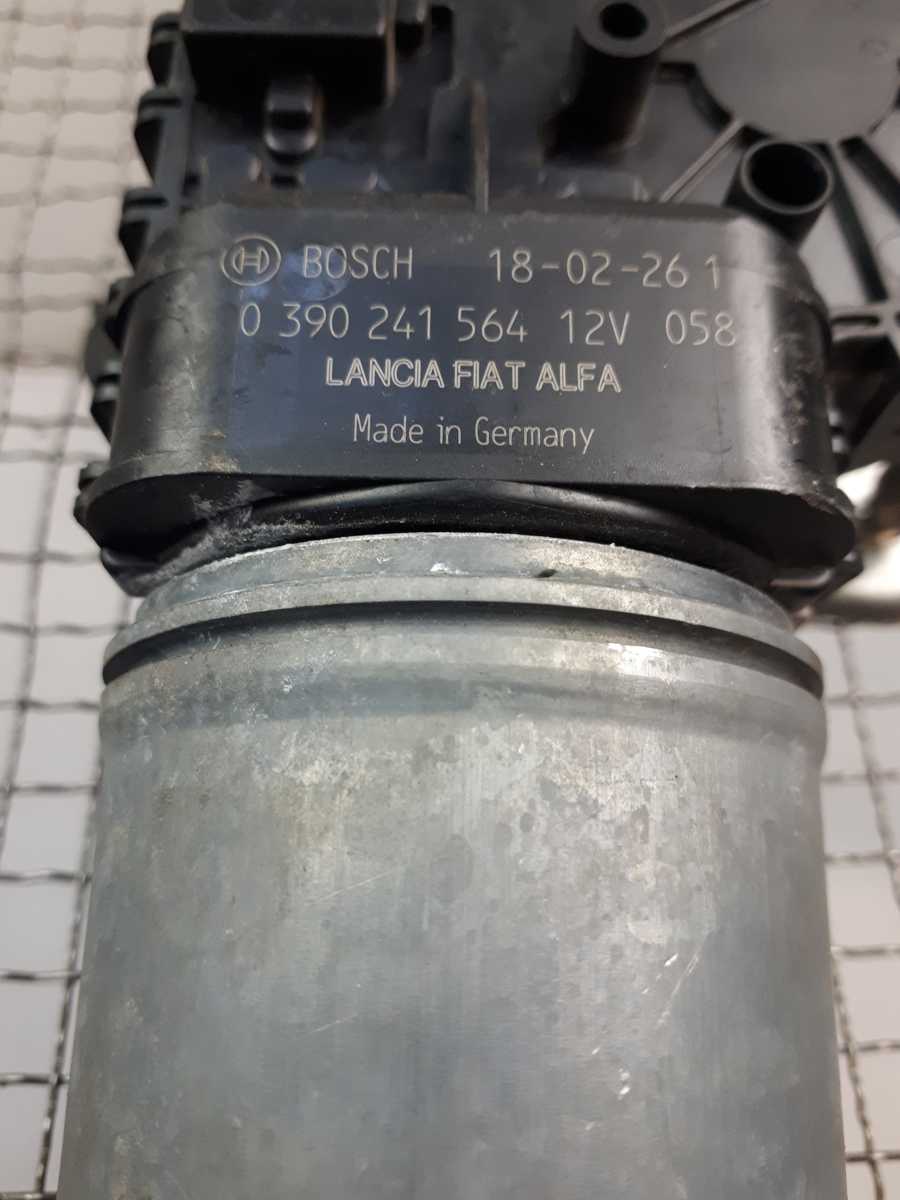 BOSCH 18-02-26 1
0 390 241 564 12V 058
LANCIA FIAT ALFA
Made in Germany